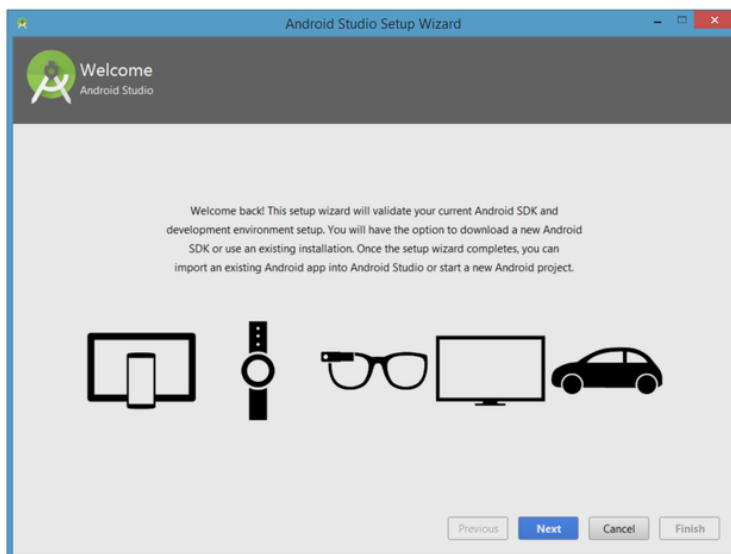 Android Studio Setup Wizard
Welcome
Android Studio
Welcome back! This setup wizard will validate your current Android SDK and
development environment setup. You will have the option to download a new Android
SDK or use an existing installation. Once the setup wizard completes, you can
import an existing Android app into Android Studio or start a new Android project.
Previous Next Cancel Finish